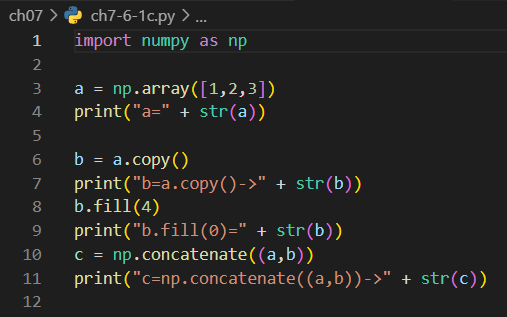 ch07 > ch7-6-1c.py > ...
1 import numpy as np
2
3 a = np.array([1,2,3])
4 print("a=" + str(a))
5
6 b = a.copy()
7 print("b=a.copy()->" + str(b))
8 b.fill(4)
9 print("b.fill(0)=" + str(b))
10 c = np.concatenate((a,b))
11 print("c=np.concatenate((a,b))->" + str(c))
12